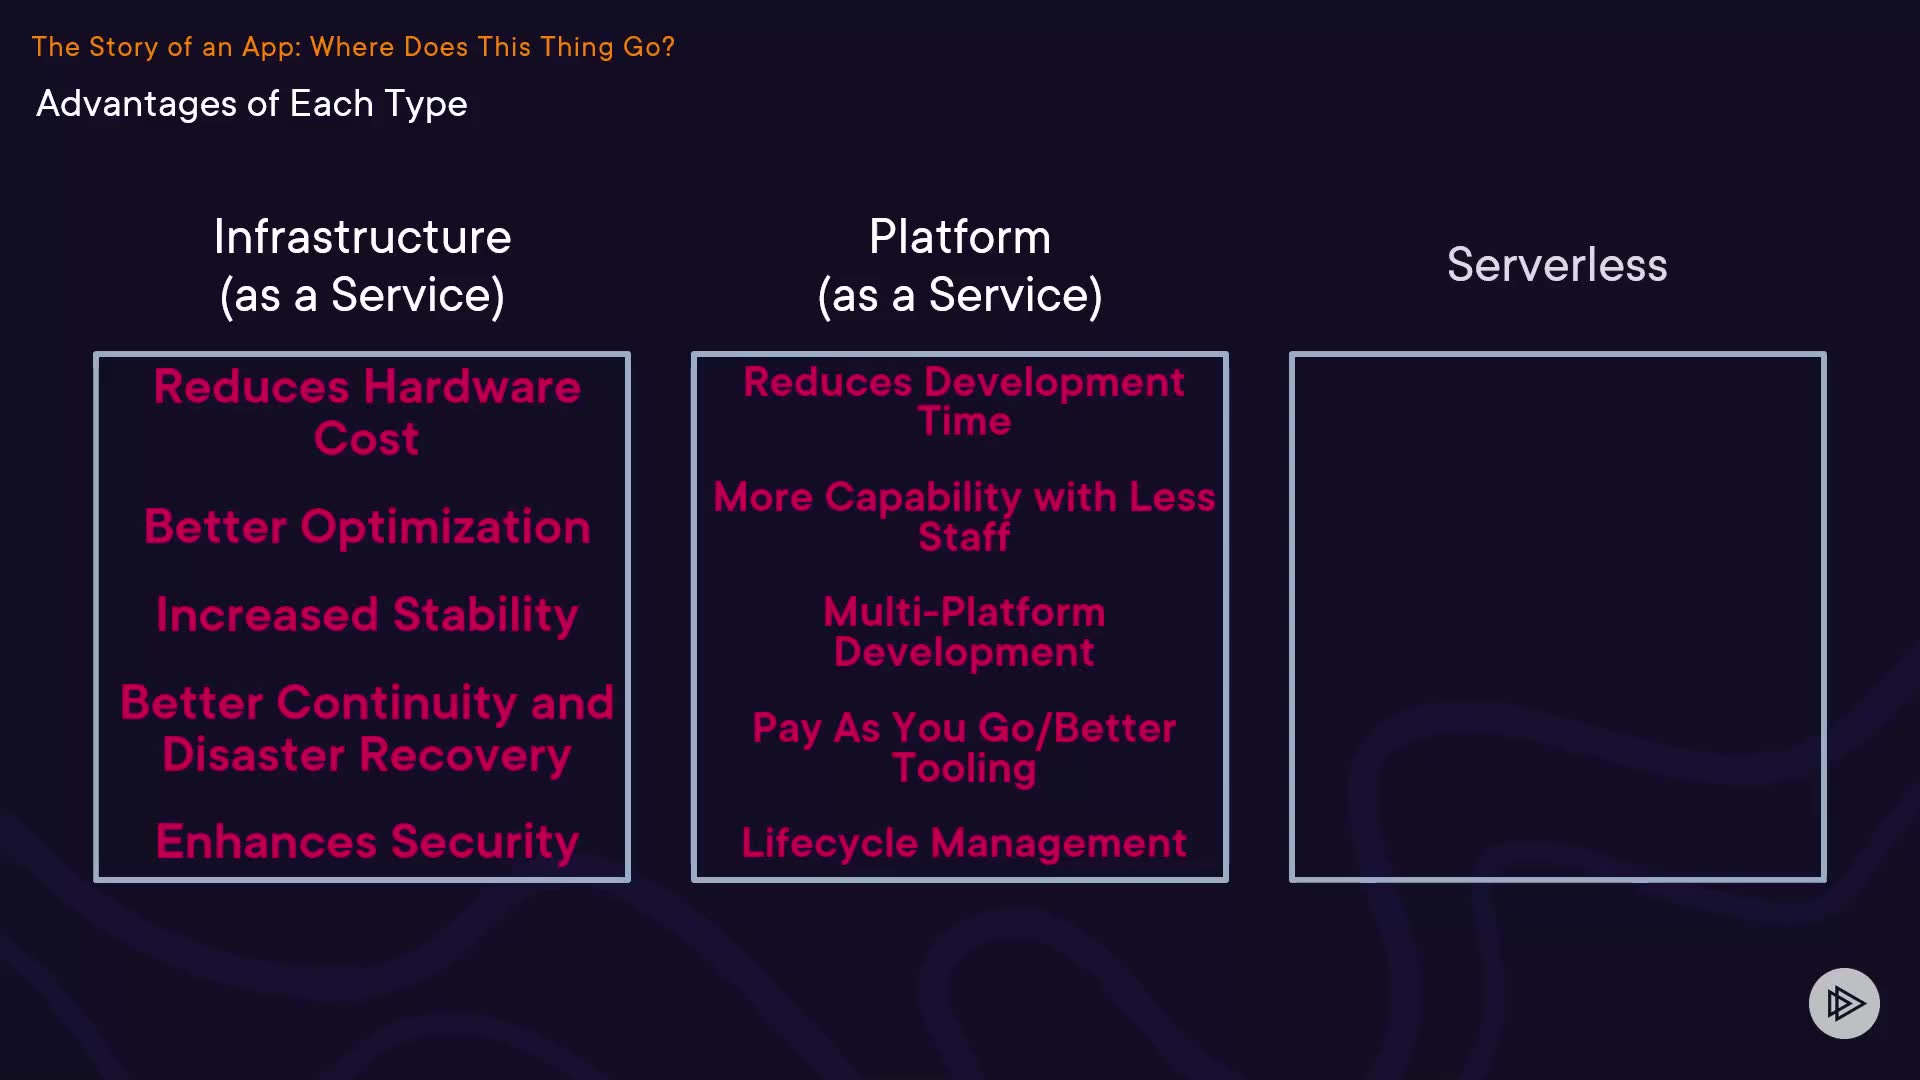 The Story of an App: Where Does This Thing Go?
Advantages of Each Type
Infrastructure
(as a Service)
Reduces Hardware
Cost
Better Optimization
Increased Stability
Better Continuity and
Disaster Recovery
Enhances Security
Platform
(as a Service)
Reduces Development
Time
More Capability with Less
Staff
Multi-Platform
Development
Pay As You Go/Better
Tooling
Lifecycle Management
Serverless